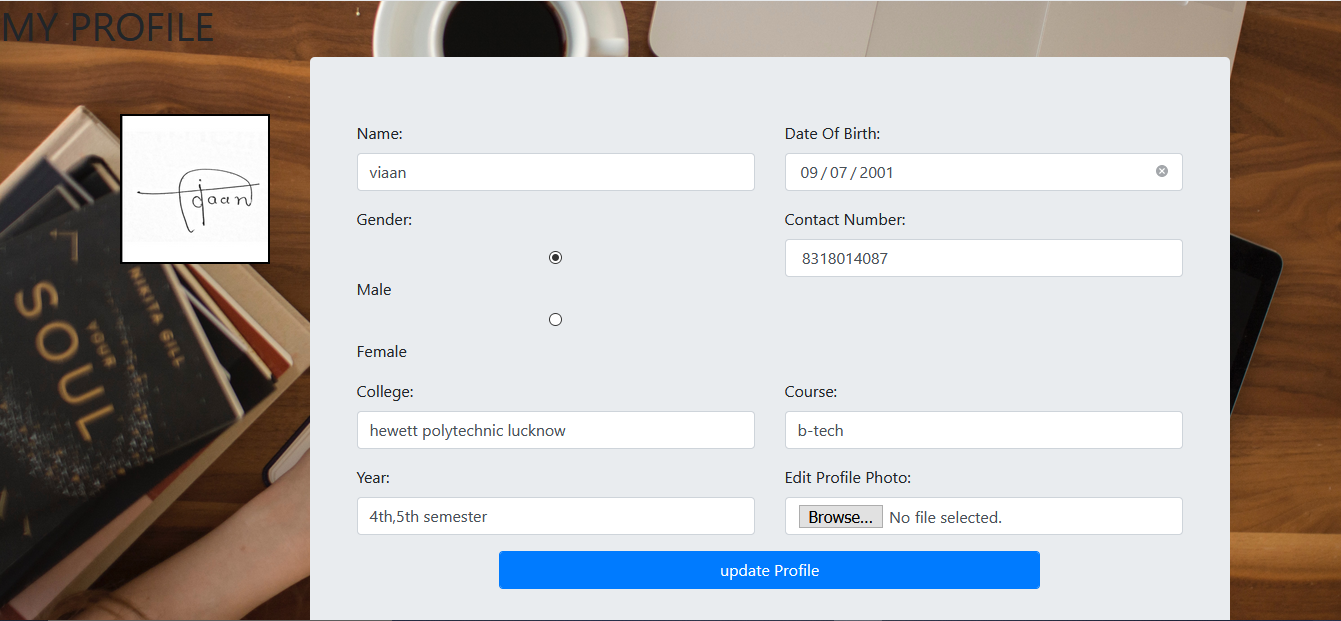 MY PROFILE
NIKITA GILL
YOUR
SOUL
Name:
viaan
Date Of Birth:
09 / 07 / 2001
Gender:
Male
Female
Contact Number:
8318014087
College:
hewett polytechnic lucknow
Course:
b-tech
Year:
4th,5th semester
Edit Profile Photo:
Browse... No file selected.
update Profile